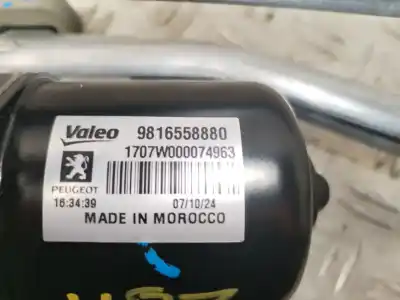 Valeo 9816558880
1707W000074963
PEUGEOT
16:34:39 07/10/24
MADE IN MOROCCO